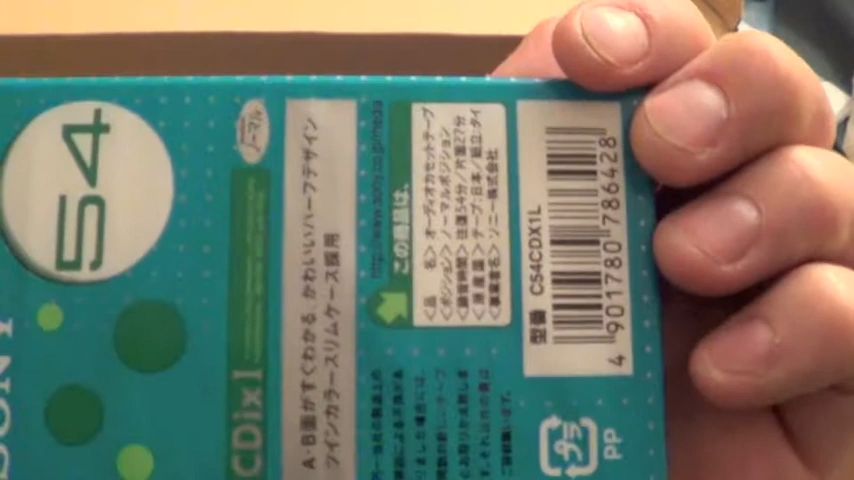 SONY
54
ノーマル
CDix I
A・B面がすぐわかる、かわいいハーフデザイン
ツインカラースリムケース採用
http://www.sony.co.jp/media
この商品は、
<品 名> オーディオカセットテープ
<ポジション> ノーマルポジション
<録音時間> 往復54分/片面27分
<原産国> テープ:日本/組立:タイ
<事業者名> ソニー株式会社
型番 C54CDX1L
4 901780 786428
プラ
PP